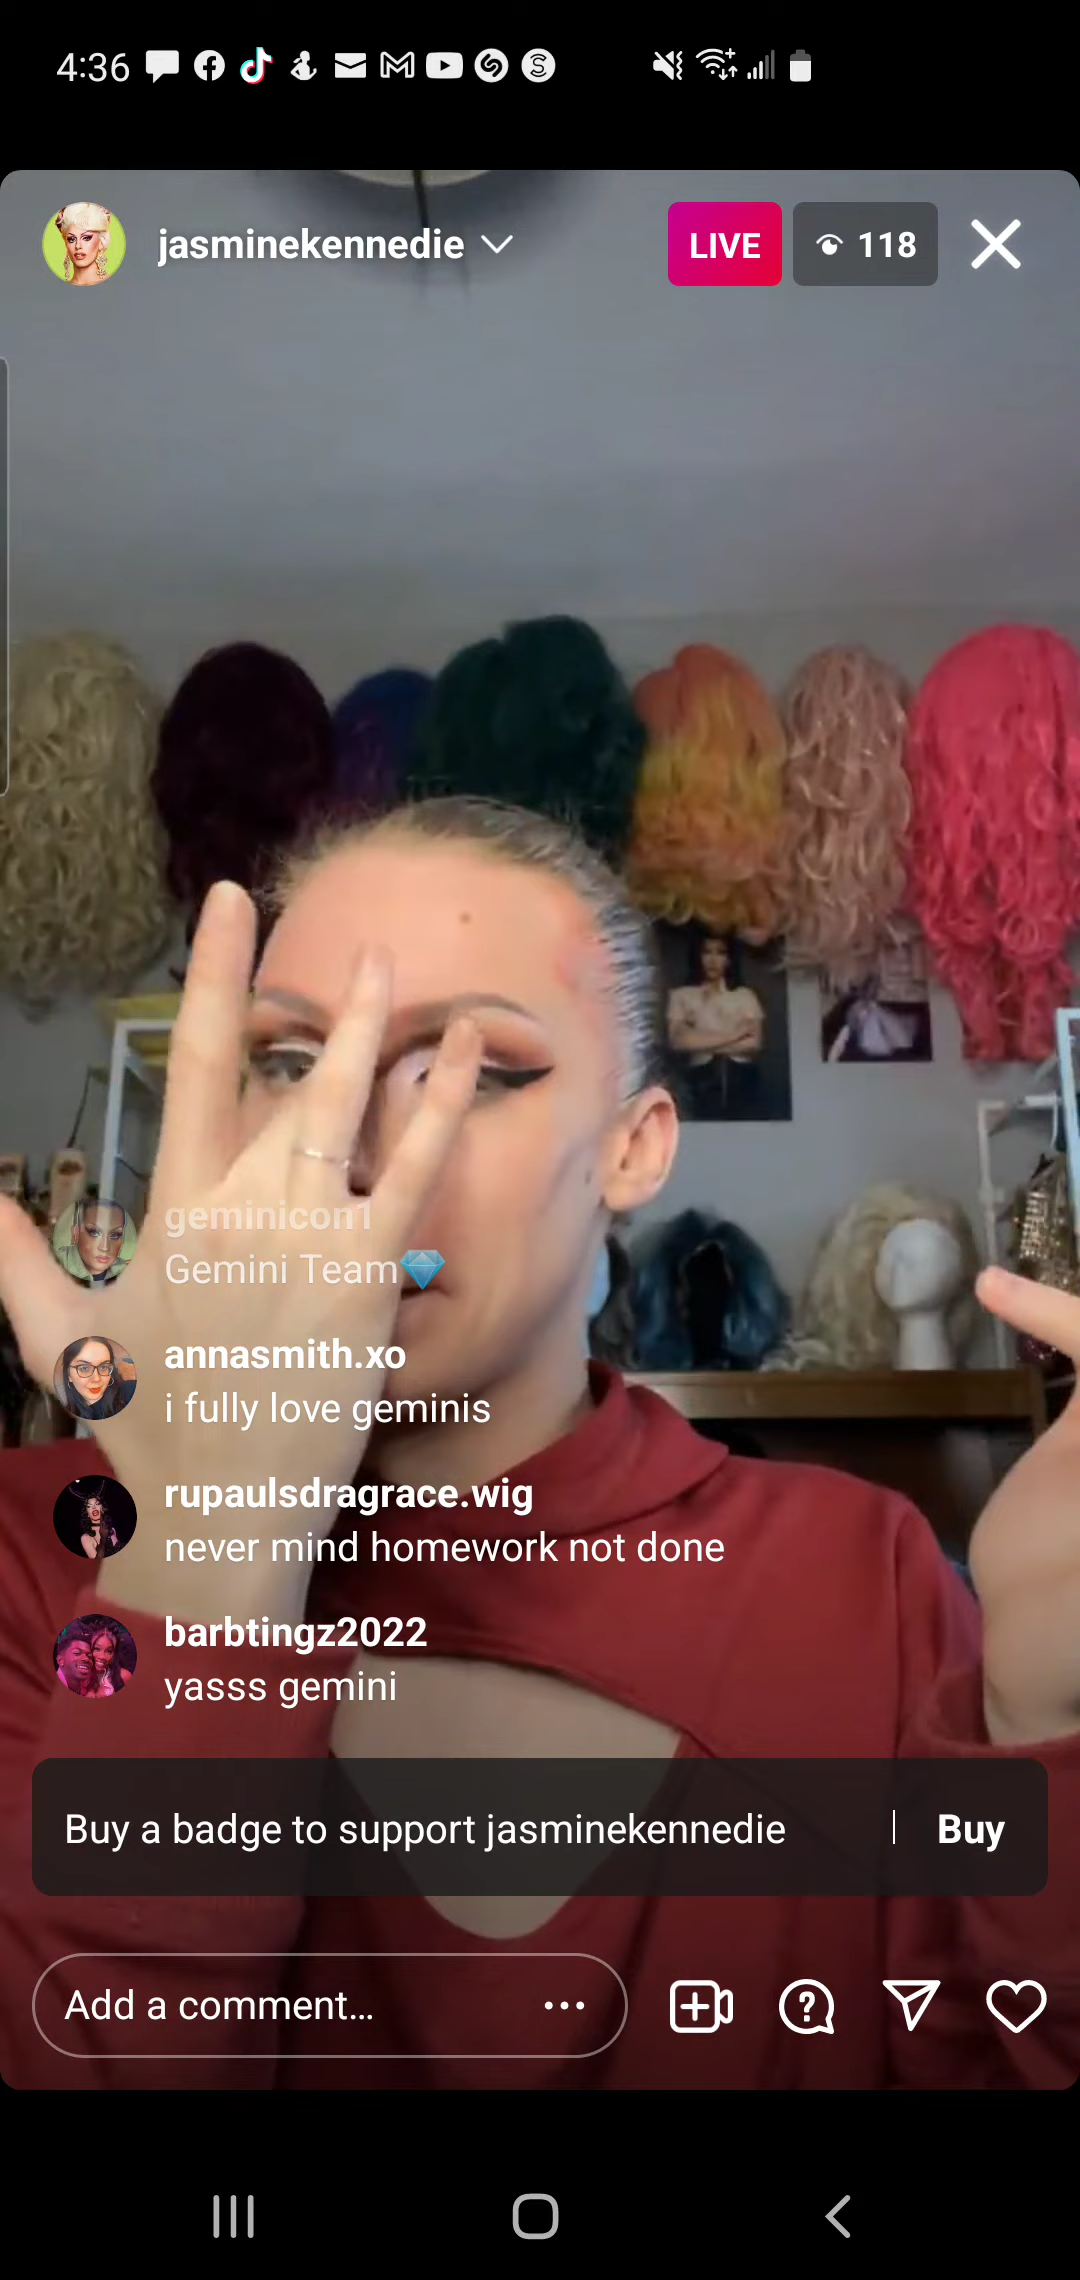 4:36
jasminekennedie
LIVE
118
geminicon1
Gemini Team
annasmith.xo
i fully love geminis
rupaulsdragrace.wig
never mind homework not done
barbtingz2022
yasss gemini
Buy a badge to support jasminekennedie | Buy
Add a comment...